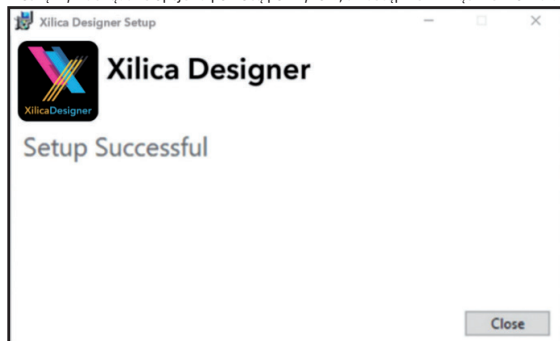 Xilica Designer Setup
Xilica Designer
XilicaDesigner
Setup Successful
Close